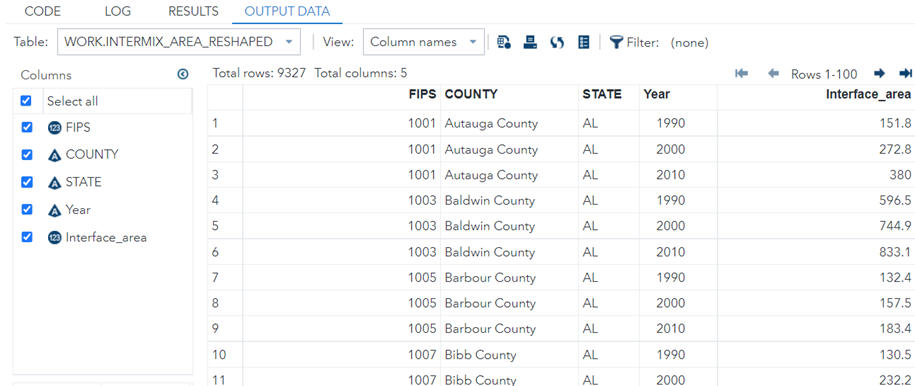 CODE LOG RESULTS OUTPUT DATA
Table: WORK.INTERMIX_AREA_RESHAPED View: Column names Filter: (none)
Columns
Total rows: 9327 Total columns: 5 Rows 1-100
Select all
FIPS
COUNTY
STATE
Year
Interface_area
FIPS COUNTY STATE Year Interface_area
1 1001 Autauga County AL 1990 151.8
2 1001 Autauga County AL 2000 272.8
3 1001 Autauga County AL 2010 380
4 1003 Baldwin County AL 1990 596.5
5 1003 Baldwin County AL 2000 744.9
6 1003 Baldwin County AL 2010 833.1
7 1005 Barbour County AL 1990 132.4
8 1005 Barbour County AL 2000 157.5
9 1005 Barbour County AL 2010 183.4
10 1007 Bibb County AL 1990 130.5
11 1007 Bibb County AL 2000 232.2